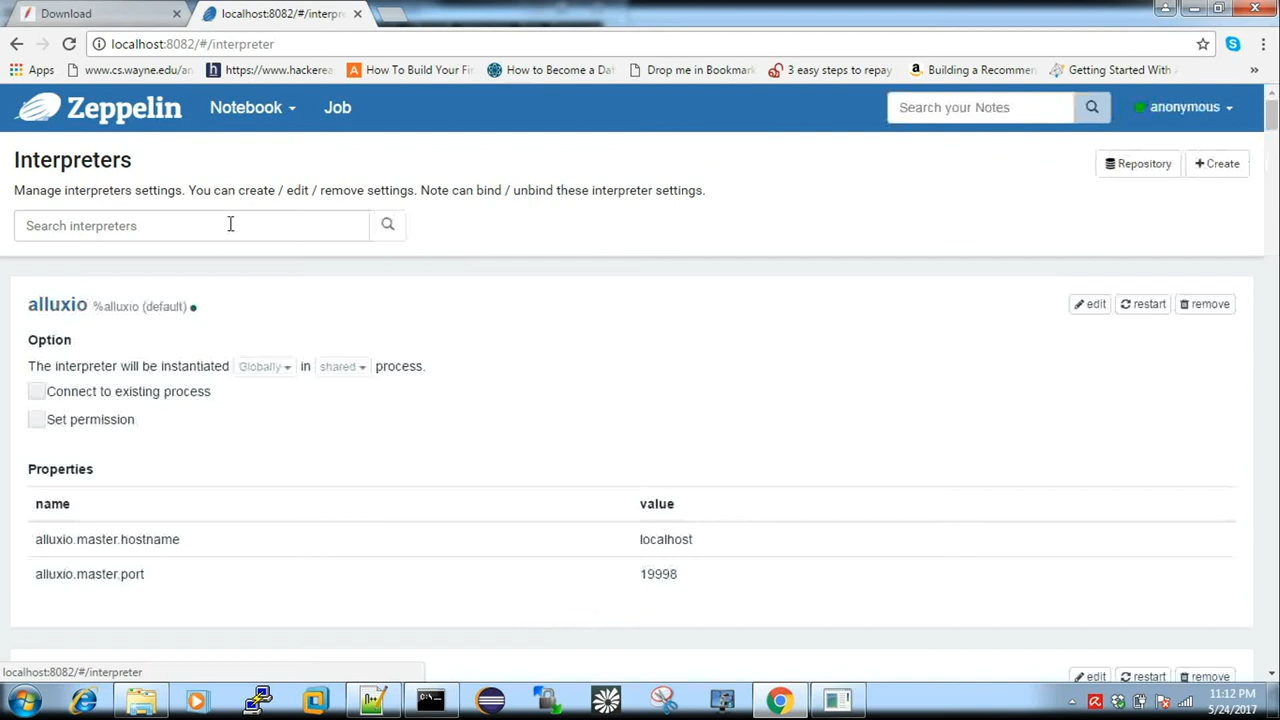 Download
localhost:8082/#/interpre
localhost:8082/#/interpreter
Apps
www.cs.wayne.edu/an
https://www.hackerea
How To Build Your Fi
How to Become a Dat
Drop me in Bookmark
3 easy steps to repay
Building a Recommen
Getting Started With
»
Zeppelin
Notebook
Job
Search your Notes
anonymous
Interpreters
Repository
+ Create
Manage interpreters settings. You can create / edit / remove settings. Note can bind / unbind these interpreter settings.
Search interpreters
alluxio %alluxio (default)
edit
restart
remove
Option
The interpreter will be instantiated Globally in shared process.
Connect to existing process
Set permission
Properties
name value
alluxio.master.hostname localhost
alluxio.master.port 19998
edit
restart
remove
localhost:8082/#/interpreter
11:12 PM
5/24/2017